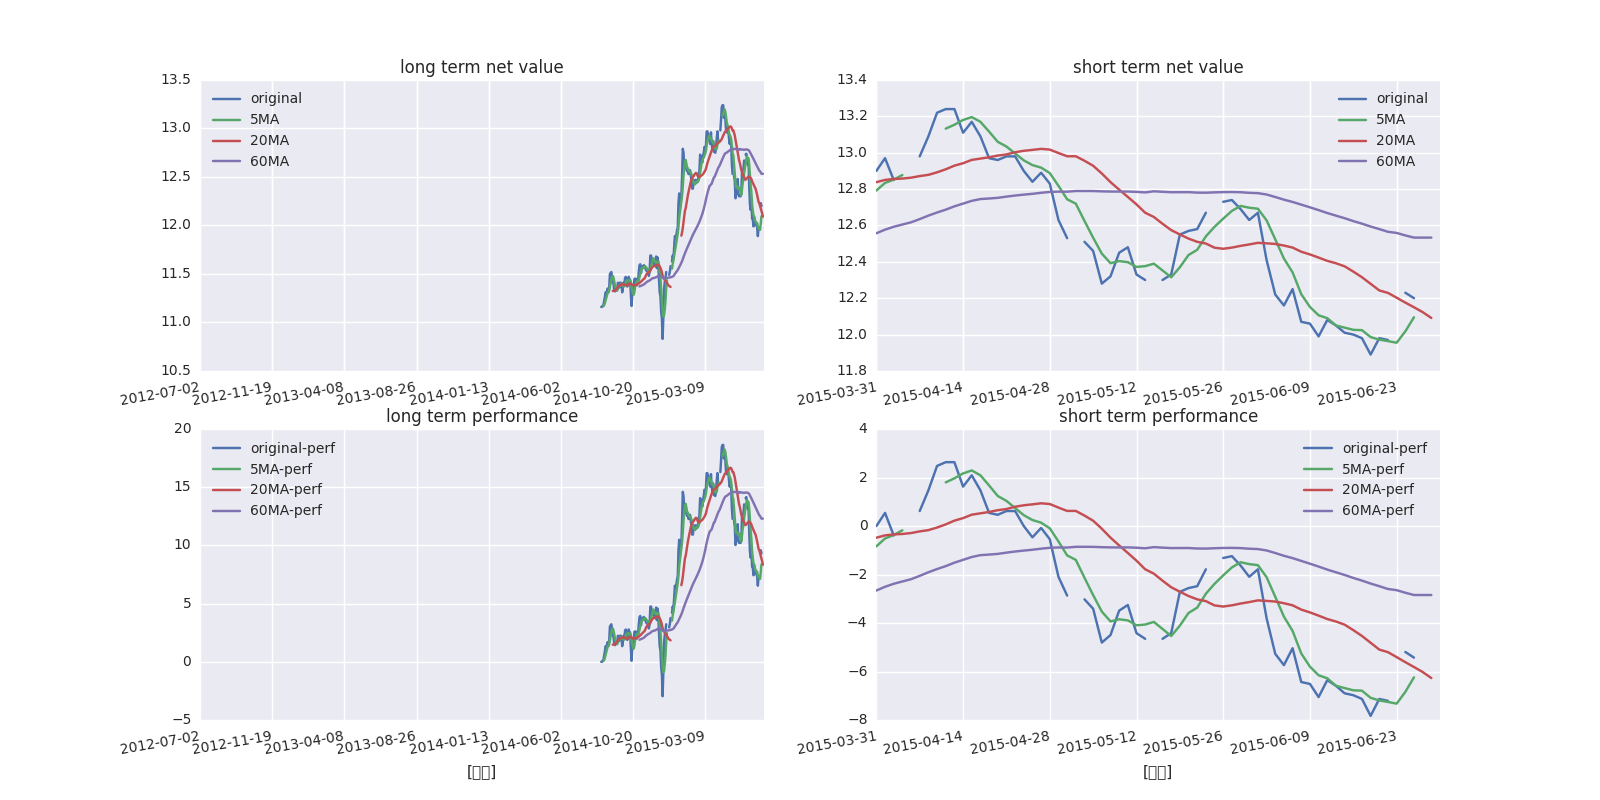 long term net value
13.5
13.0
12.5
12.0
11.5
11.0
10.5
original
5MA
20MA
60MA
2012-07-02 2012-11-19 2013-04-08 2013-08-26 2014-01-13 2014-06-02 2014-10-20 2015-03-09
short term net value
13.4
13.2
13.0
12.8
12.6
12.4
12.2
12.0
11.8
original
5MA
20MA
60MA
2015-03-31 2015-04-14 2015-04-28 2015-05-12 2015-05-26 2015-06-09 2015-06-23
long term performance
20
15
10
5
0
−5
original-perf
5MA-perf
20MA-perf
60MA-perf
2012-07-02 2012-11-19 2013-04-08 2013-08-26 2014-01-13 2014-06-02 2014-10-20 2015-03-09
short term performance
4
2
0
−2
−4
−6
−8
original-perf
5MA-perf
20MA-perf
60MA-perf
2015-03-31 2015-04-14 2015-04-28 2015-05-12 2015-05-26 2015-06-09 2015-06-23